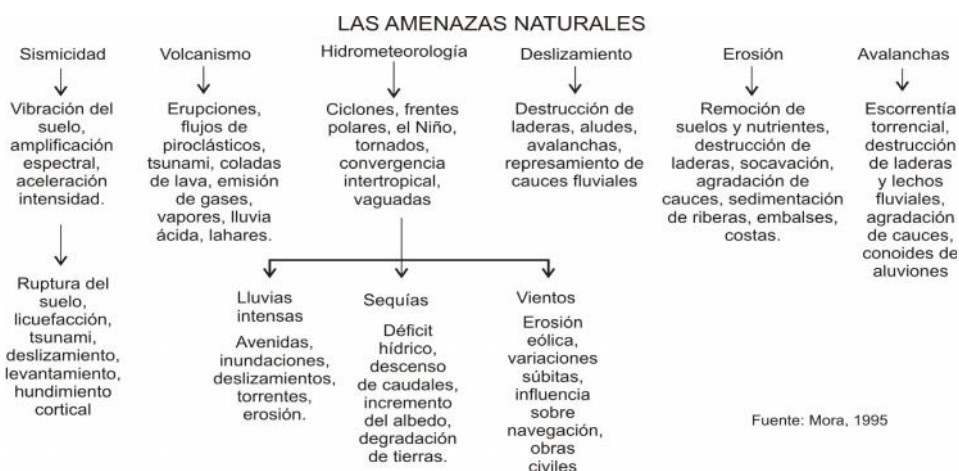 LAS AMENAZAS NATURALES
Sismicidad
Vibración del
suelo,
amplificación
espectral,
aceleración
intensidad.
Ruptura del
suelo,
licuefacción,
tsunami,
deslizamiento,
levantamiento,
hundimiento
cortical
Volcanismo
Erupciones,
flujos de
piroclásticos,
tsunami, coladas
de lava, emisión
de gases,
vapores, lluvia
ácida, lahares.
Hidrometeorología
Ciclones, frentes
polares, el Niño,
tornados,
convergencia
intertropical,
vaguadas
Lluvias
intensas
Avenidas,
inundaciones,
deslizamientos,
torrentes,
erosión.
Sequías
Déficit
hídrico,
descenso
de caudales,
incremento
del albedo,
degradación
de tierras.
Vientos
Erosión
eólica,
variaciones
súbitas,
influencia
sobre
navegación,
obras
civiles
Deslizamiento
Destrucción de
laderas, aludes,
avalanchas,
represamiento de
cauces fluviales
Erosión
Remoción de
suelos y nutrientes,
destrucción de
laderas, socavación,
agradación de
cauces, sedimentación
de riberas, embalses,
costas.
Avalanchas
Escorrentía
torrencial,
destrucción
de laderas
y lechos
fluviales,
agradación
de cauces,
conoides de
aluviones
Fuente: Mora, 1995